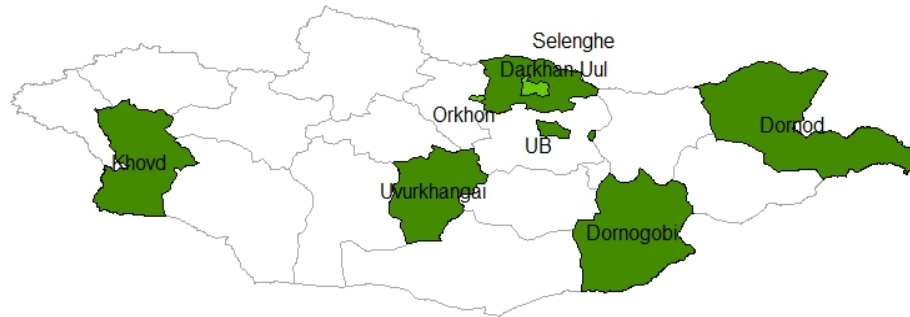 Selenghe
Darkhan-Uul
Orkhon
Dornod
UB
Khovd
Uvurkhangai
Dornogobi